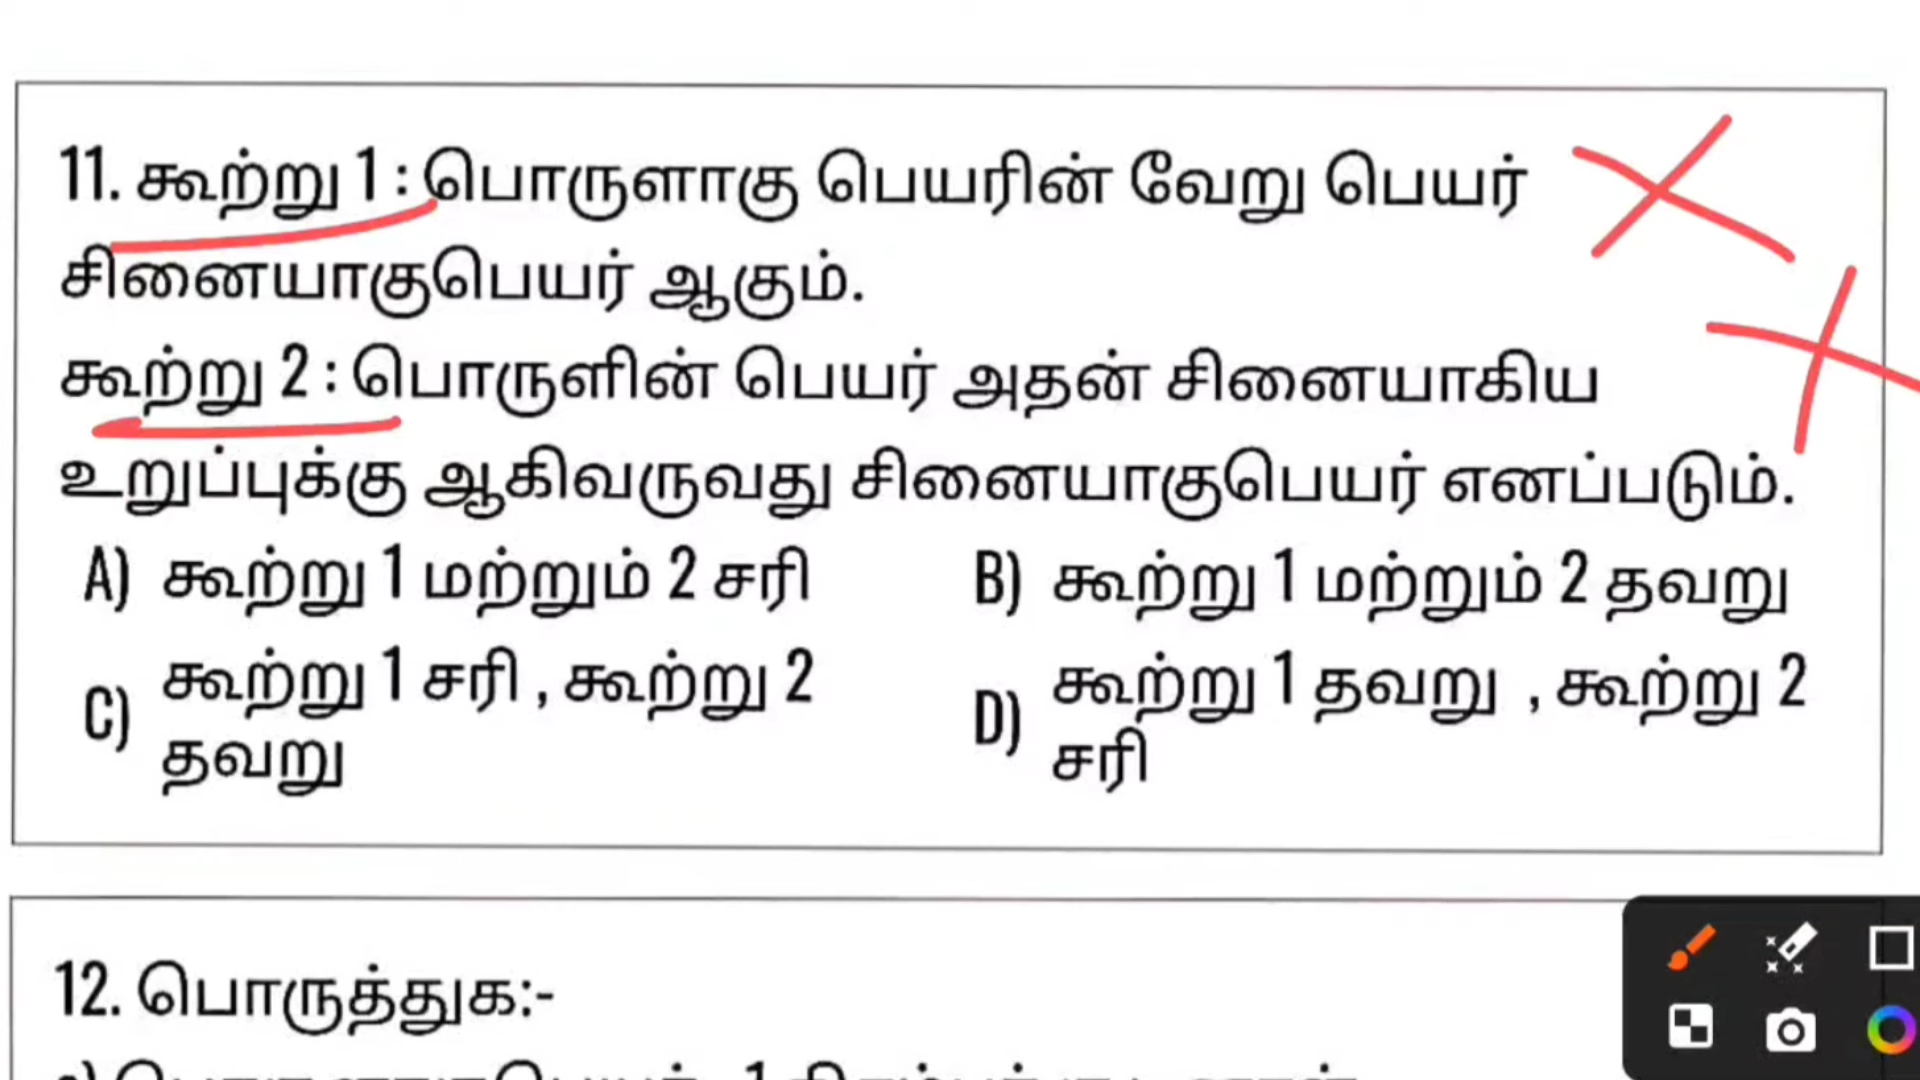 11. கூற்று 1 : பொருளாகு பெயரின் வேறு பெயர்
சினையாகுபெயர் ஆகும்.
கூற்று 2 : பொருளின் பெயர் அதன் சினையாகிய
உறுப்புக்கு ஆகிவருவது சினையாகுபெயர் எனப்படும்.
A) கூற்று 1 மற்றும் 2 சரி
B) கூற்று 1 மற்றும் 2 தவறு
C) கூற்று 1 சரி , கூற்று 2
தவறு
D) கூற்று 1 தவறு , கூற்று 2
சரி
12. பொருத்துக:-